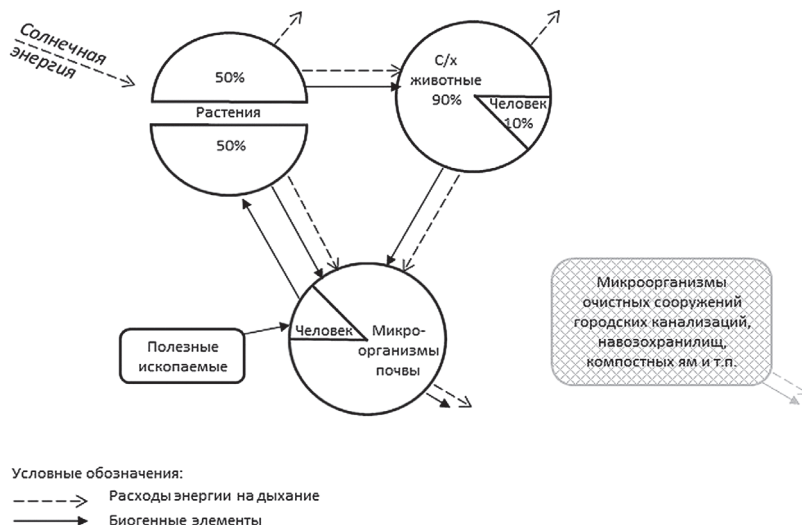 Солнечная
энергия
50%
Растения
50%
С/х
животные
90%
Человек
10%
Человек
Микро-
организмы
почвы
Полезные
ископаемые
Микроорганизмы
очистных сооружений
городских канализаций,
навозохранилищ,
компостных ям и т.п.
Условные обозначения:
Расходы энергии на дыхание
Биогенные элементы